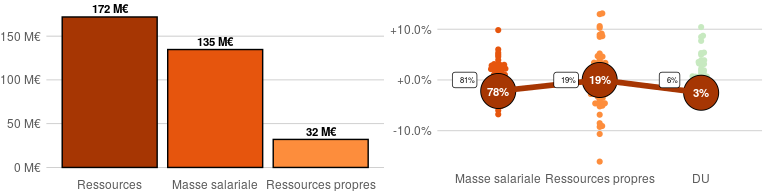 172 M€
135 M€
32 M€
150 M€
100 M€
50 M€
0 M€
Ressources
Masse salariale
Ressources propres
+10.0%
+0.0%
-10.0%
81%
78%
19%
19%
6%
3%
Masse salariale
Ressources propres
DU